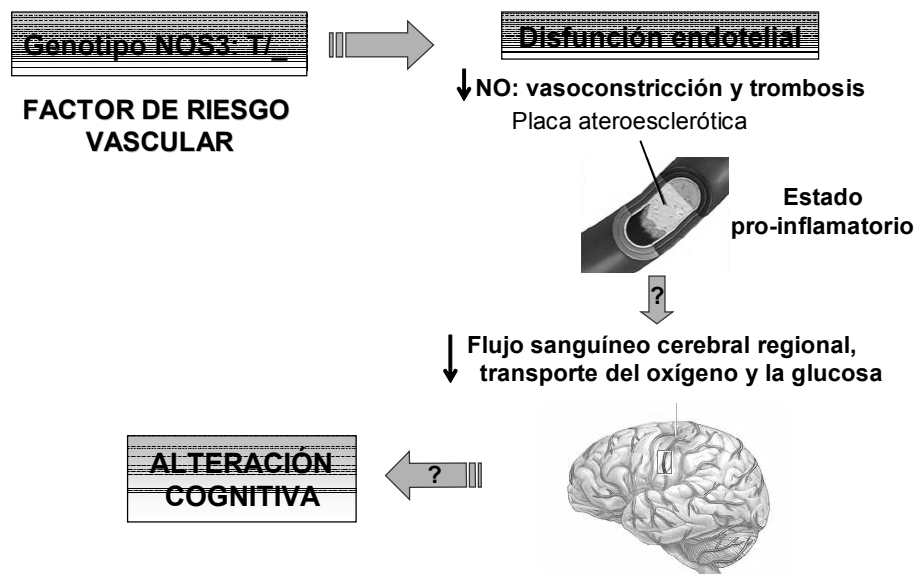 Genotipo NOS3: T/_
Disfunción endotelial
FACTOR DE RIESGO
VASCULAR
↓NO: vasoconstricción y trombosis
Placa ateroesclerótica
Estado
pro-inflamatorio
?
↓ Flujo sanguíneo cerebral regional,
transporte del oxígeno y la glucosa
ALTERACIÓN
COGNITIVA
?